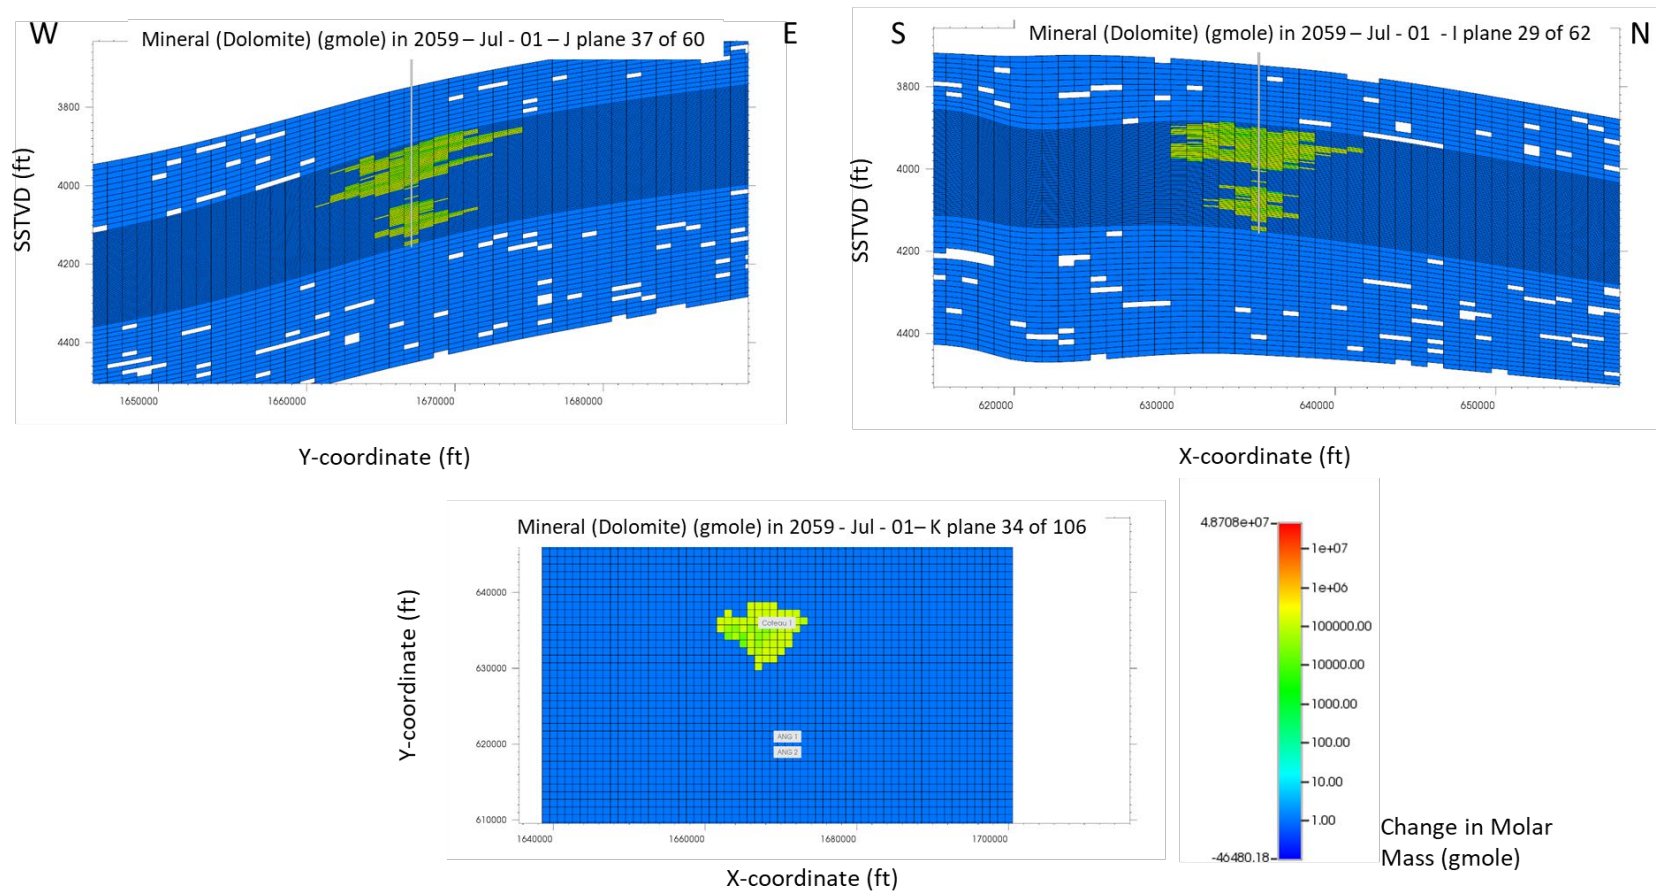 W
Mineral (Dolomite) (gmole) in 2059 – Jul - 01 – J plane 37 of 60
E
SSTVD (ft)
3800
4000
4200
4400
1650000
1660000
1670000
1680000
Y-coordinate (ft)
S
Mineral (Dolomite) (gmole) in 2059 – Jul - 01 - I plane 29 of 62
N
SSTVD (ft)
3800
4000
4200
4400
620000
630000
640000
650000
X-coordinate (ft)
Mineral (Dolomite) (gmole) in 2059 - Jul - 01– K plane 34 of 106
Y-coordinate (ft)
640000
630000
620000
610000
Coteau 1
ANG 1
ANG 2
1640000
1660000
1680000
1700000
X-coordinate (ft)
4.8708e+07
1e+07
1e+06
100000.00
10000.00
1000.00
100.00
10.00
1.00
-46480.18
Change in Molar
Mass (gmole)